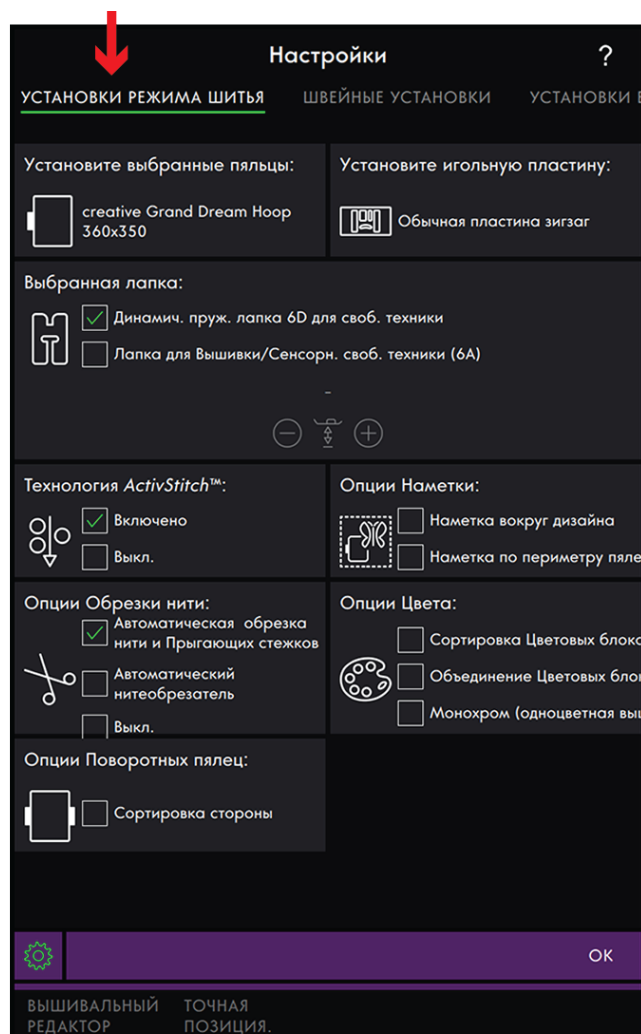 Настройки
?
УСТАНОВКИ РЕЖИМА ШИТЬЯ
ШВЕЙНЫЕ УСТАНОВКИ
УСТАНОВКИ
Установите выбранные пяльцы:
creative Grand Dream Hoop
360x350
Установите игольную пластину:
Обычная пластина зигзаг
Выбранная лапка:
Динамич. пруж. лапка 6D для своб. техники
Лапка для Вышивки/Сенсорн. своб. техники (6A)
-
Технология ActivStitch™:
Включено
Выкл.
Опции Наметки:
Наметка вокруг дизайна
Наметка по периметру пяле
Опции Обрезки нити:
Автоматическая обрезка
нити и Прыгающих стежков
Автоматический
нитеобрезатель
Выкл.
Опции Цвета:
Сортировка Цветовых блоко
Объединение Цветовых бло
Монохром (одноцветная вы
Опции Поворотных пялец:
Сортировка стороны
OK
ВЫШИВАЛЬНЫЙ
РЕДАКТОР
ТОЧНАЯ
ПОЗИЦИЯ.